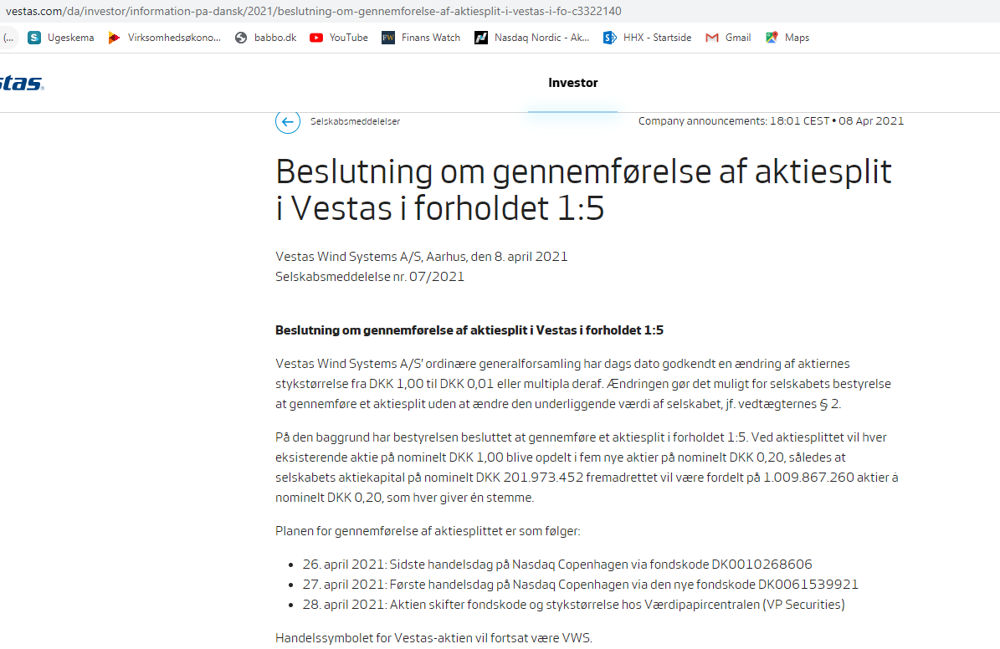 vestas.com/da/investor/information-pa-dansk/2021/beslutning-om-gennemforelse-af-aktiesplit-i-vestas-i-fo-c3322140
(... Ugeskema Virksomhedsøkono... babbo.dk YouTube FW Finans Watch Nasdaq Nordic - Ak... HHX - Startside Gmail Maps
stas Investor
Selskabsmeddelelser Company announcements: 18:01 CEST • 08 Apr 2021
Beslutning om gennemførelse af aktiesplit
i Vestas i forholdet 1:5
Vestas Wind Systems A/S, Aarhus, den 8. april 2021
Selskabsmeddelelse nr. 07/2021
Beslutning om gennemførelse af aktiesplit i Vestas i forholdet 1:5
Vestas Wind Systems A/S' ordinære generalforsamling har dags dato godkendt en ændring af aktiernes
stykstørrelse fra DKK 1,00 til DKK 0,01 eller multipla deraf. Ændringen gør det muligt for selskabets bestyrelse
at gennemføre et aktiesplit uden at ændre den underliggende værdi af selskabet, jf. vedtægternes § 2.
På den baggrund har bestyrelsen besluttet at gennemføre et aktiesplit i forholdet 1:5. Ved aktiesplittet vil hver
eksisterende aktie på nominelt DKK 1,00 blive opdelt i fem nye aktier på nominelt DKK 0,20, således at
selskabets aktiekapital på nominelt DKK 201.973.452 fremadrettet vil være fordelt på 1.009.867.260 aktier à
nominelt DKK 0,20, som hver giver én stemme.
Planen for gennemførelse af aktiesplittet er som følger:
• 26. april 2021: Sidste handelsdag på Nasdaq Copenhagen via fondskode DK0010268606
• 27. april 2021: Første handelsdag på Nasdaq Copenhagen via den nye fondskode DK0061539921
• 28. april 2021: Aktien skifter fondskode og stykstørrelse hos Værdipapircentralen (VP Securities)
Handelssymbolet for Vestas-aktien vil fortsat være VWS.